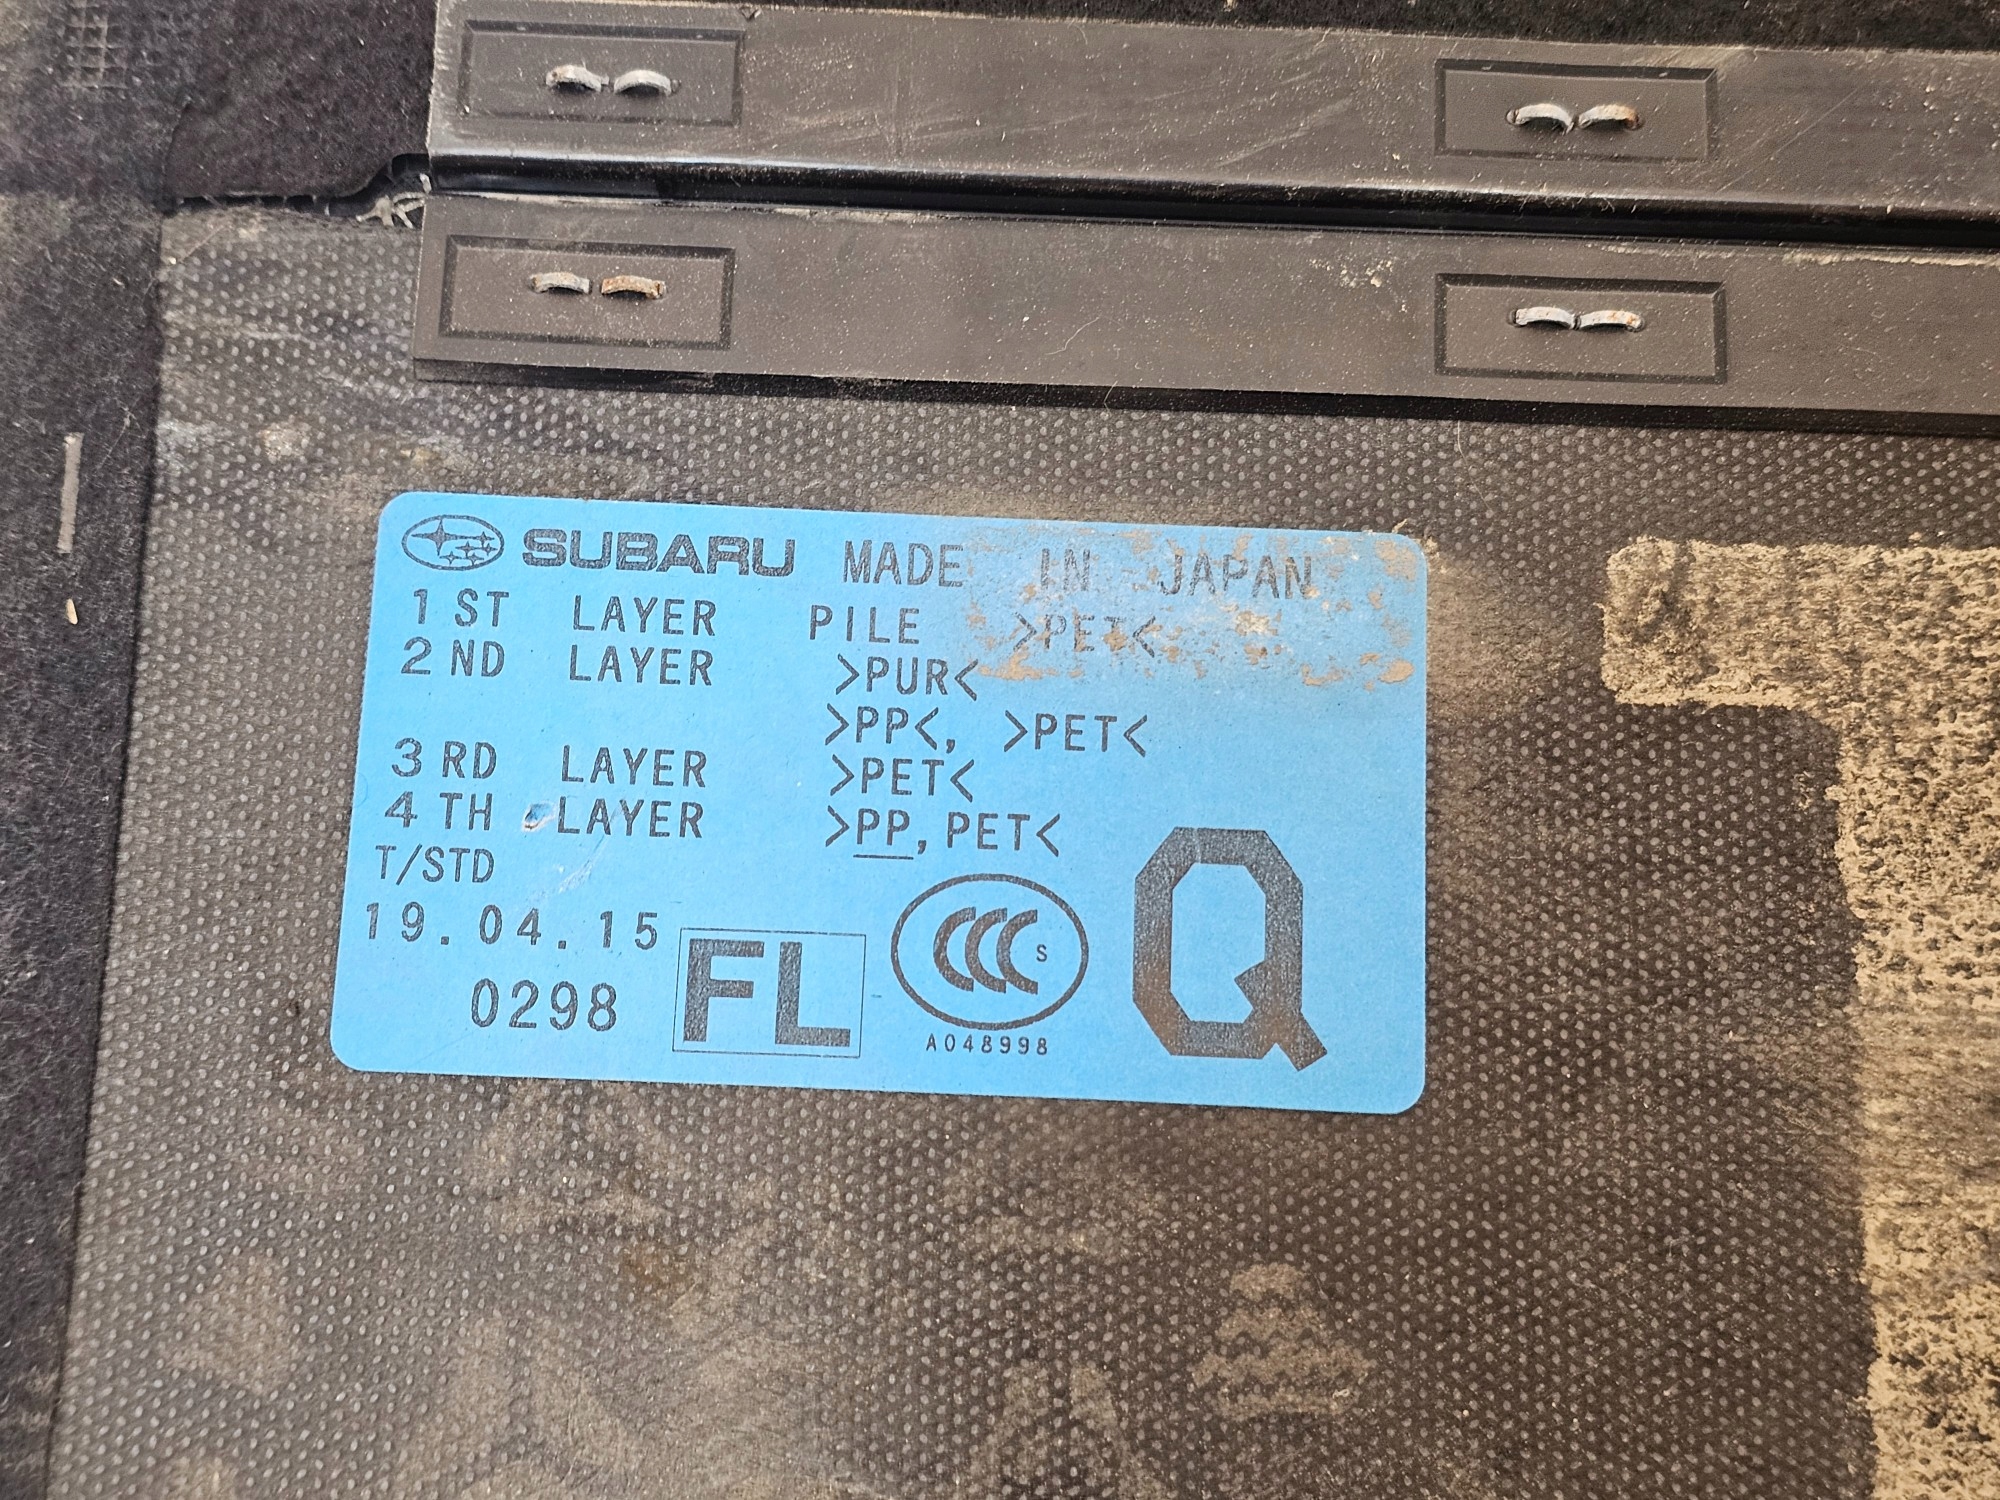 SUBARU MADE IN JAPAN
1 ST LAYER PILE >PET<
2 ND LAYER >PUR<
>PP<, >PET<
3 RD LAYER >PET<
4 TH LAYER >PP,PET<
T/STD
19.04.15
0298
FL
CCC S
A048998
Q